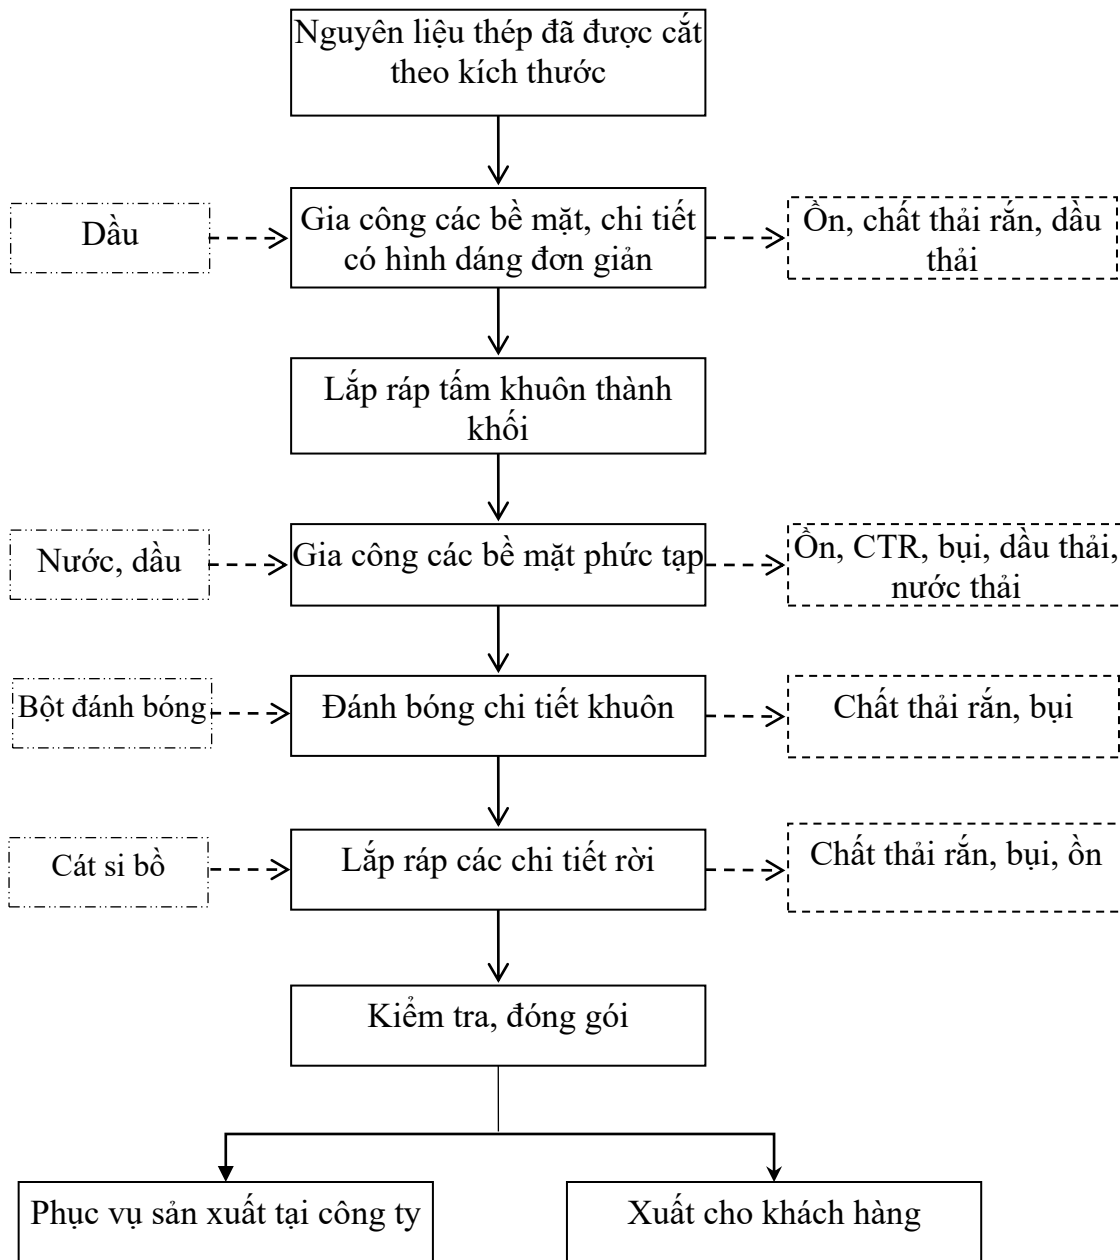 Nguyên liệu thép đã được cắt
theo kích thước
Dầu
Gia công các bề mặt, chi tiết
có hình dáng đơn giản
Ồn, chất thải rắn, dầu
thải
Lắp ráp tấm khuôn thành
khối
Nước, dầu
Gia công các bề mặt phức tạp
Ồn, CTR, bụi, dầu thải,
nước thải
Bột đánh bóng
Đánh bóng chi tiết khuôn
Chất thải rắn, bụi
Cát si bồ
Lắp ráp các chi tiết rời
Chất thải rắn, bụi, ồn
Kiểm tra, đóng gói
Phục vụ sản xuất tại công ty
Xuất cho khách hàng